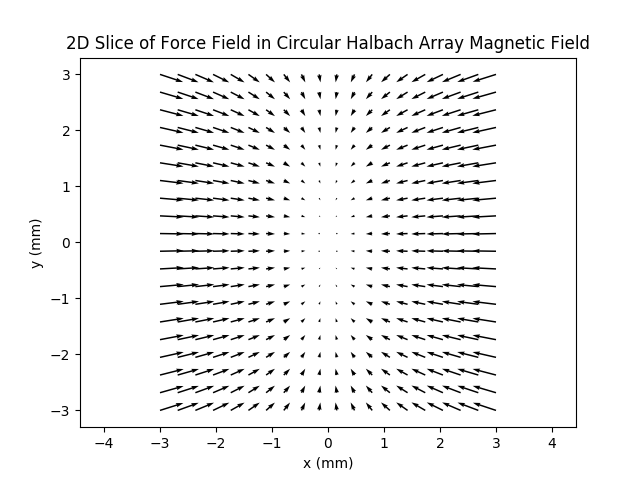 2D Slice of Force Field in Circular Halbach Array Magnetic Field
3
2
1
0
−1
−2
−3
y (mm)
−4 −3 −2 −1 0 1 2 3 4
x (mm)